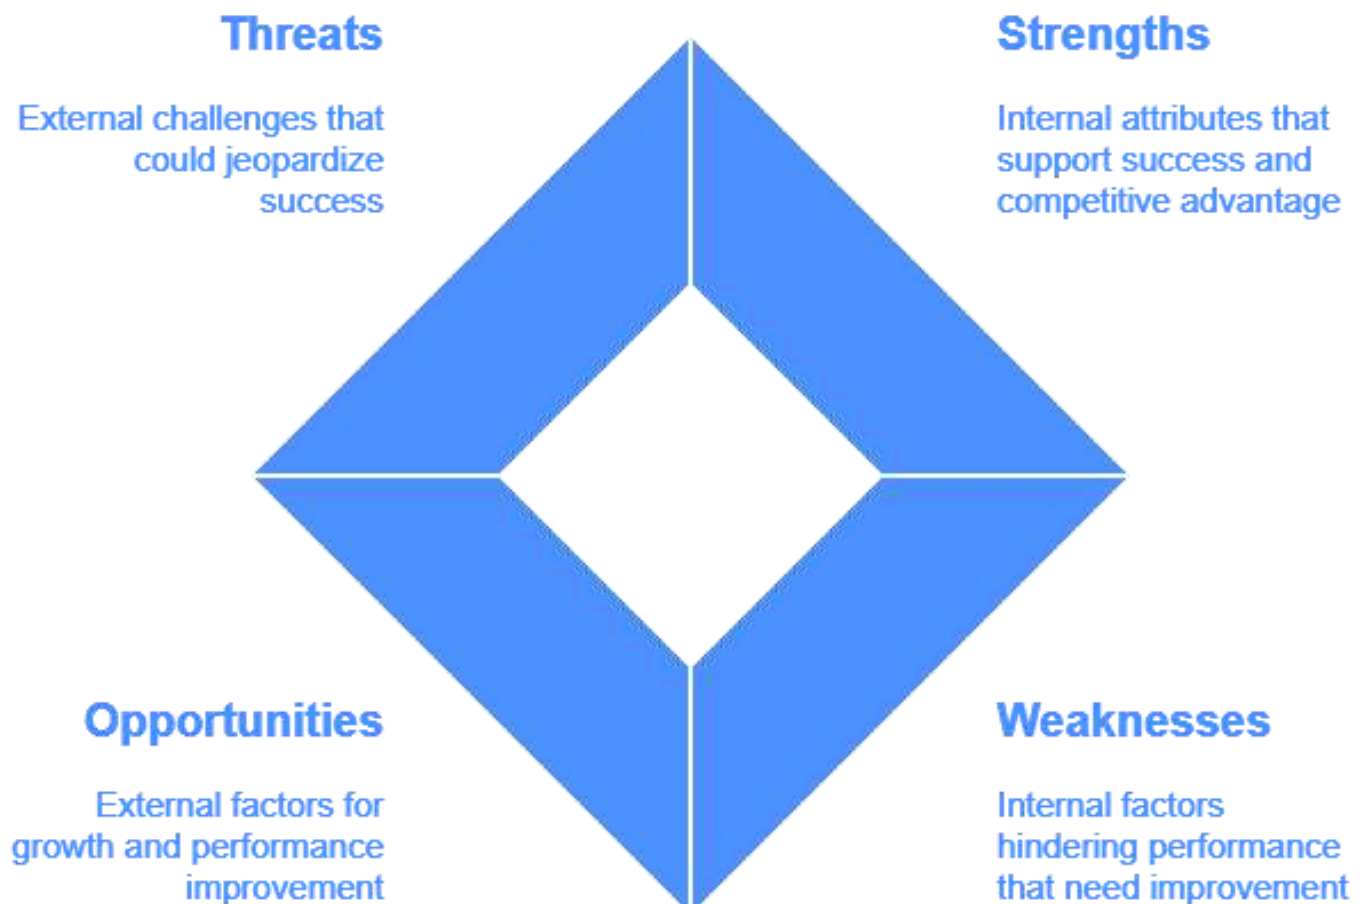 Threats
External challenges that
could jeopardize
success
Strengths
Internal attributes that
support success and
competitive advantage
Opportunities
External factors for
growth and performance
improvement
Weaknesses
Internal factors
hindering performance
that need improvement